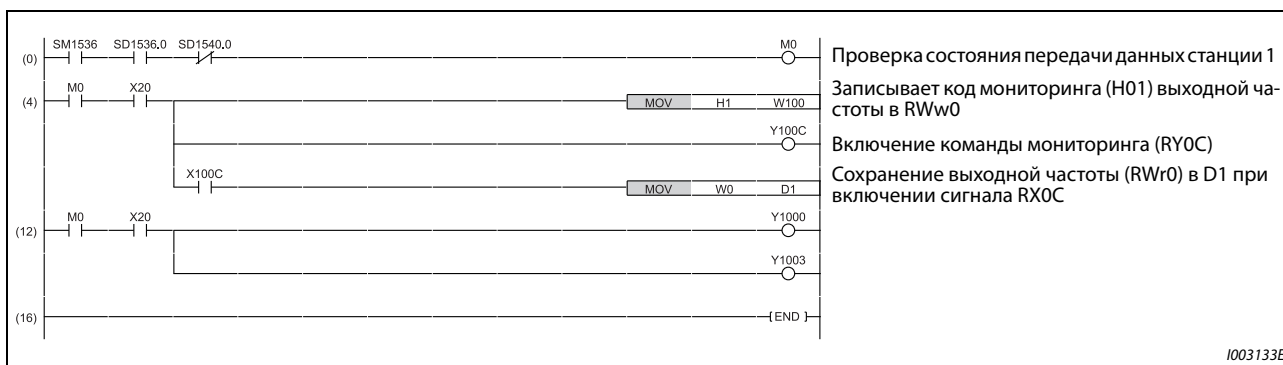 SM1536 SD1536.0 SD1540.0 M0
(0) Проверка состояния передачи данных станции 1
M0 X20
(4) MOV H1 W100
Записывает код мониторинга (H01) выходной ча-
стоты в RWw0
Y100C
Включение команды мониторинга (RY0C)
X100C
MOV W0 D1
Сохранение выходной частоты (RWr0) в D1 при
включении сигнала RX0C
M0 X20 Y1000
(12)
Y1003
(16) END
I003133E